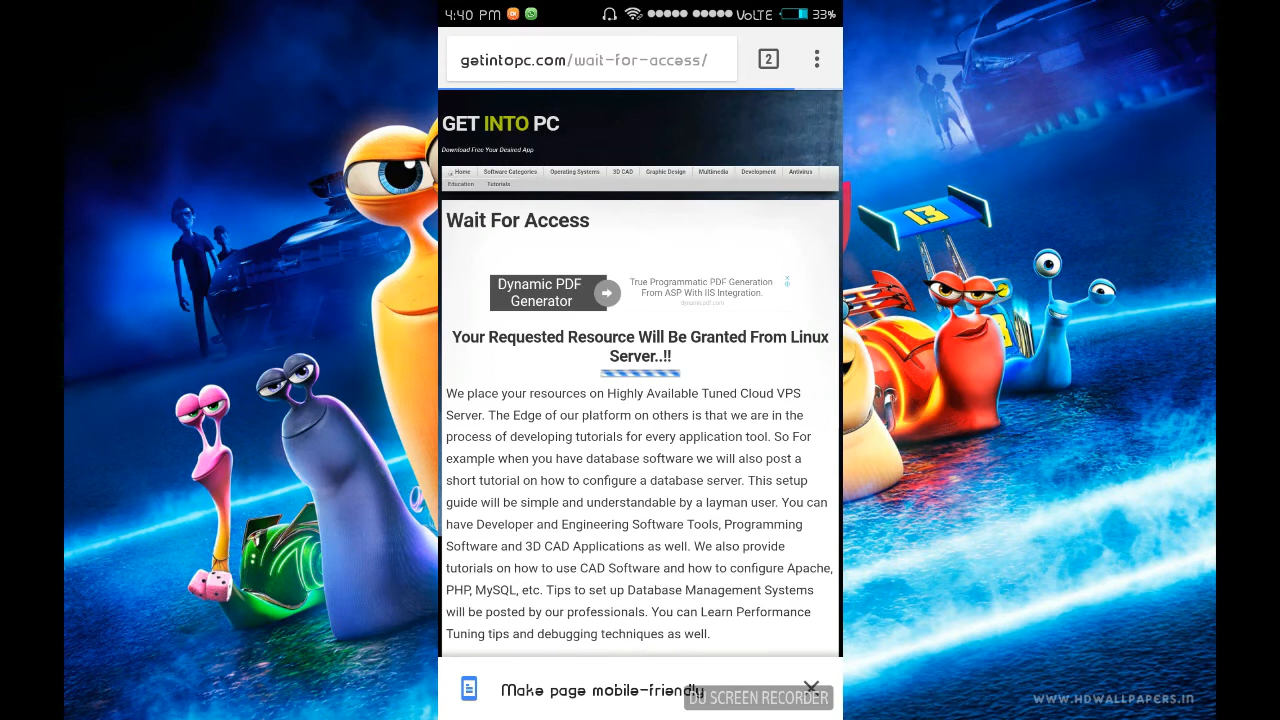 4:40 PM VoLTE 33%
getintopc.com/wait-for-access/
2
GET INTO PC
Download Free Your Desired App
Home Software Categories Operating Systems 3D CAD Graphic Design Multimedia Development Antivirus
Education Tutorials
Wait For Access
Dynamic PDF
Generator
True Programmatic PDF Generation
From ASP With IIS Integration.
dynamicpdf.com
Your Requested Resource Will Be Granted From Linux
Server..!!
We place your resources on Highly Available Tuned Cloud VPS
Server. The Edge of our platform on others is that we are in the
process of developing tutorials for every application tool. So For
example when you have database software we will also post a
short tutorial on how to configure a database server. This setup
guide will be simple and understandable by a layman user. You can
have Developer and Engineering Software Tools, Programming
Software and 3D CAD Applications as well. We also provide
tutorials on how to use CAD Software and how to configure Apache,
PHP, MySQL, etc. Tips to set up Database Management Systems
will be posted by our professionals. You can Learn Performance
Tuning tips and debugging techniques as well.
Make page mobile-friendly
DU SCREEN RECORDER
13
WWW.HDWALLPAPERS.IN